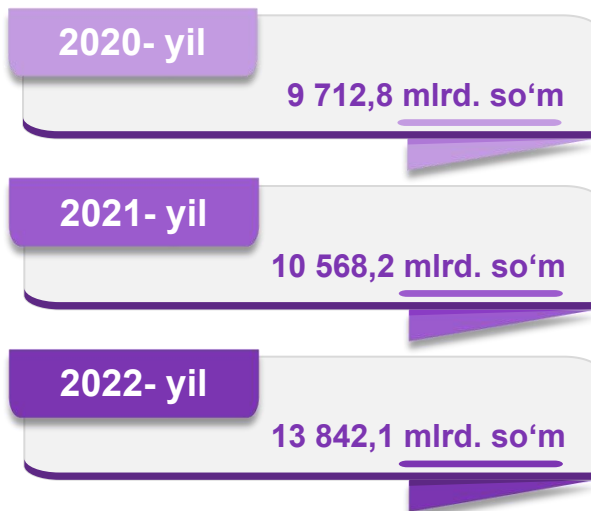 2020- yil
9 712,8 mlrd. so‘m
2021- yil
10 568,2 mlrd. so‘m
2022- yil
13 842,1 mlrd. so‘m